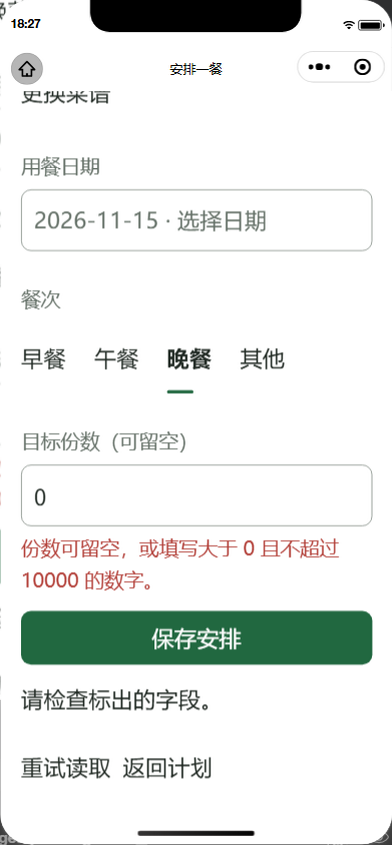 18:27
安排一餐
更换菜谱
用餐日期
2026-11-15 · 选择日期
餐次
早餐 午餐 晚餐 其他
目标份数（可留空）
0
份数可留空，或填写大于 0 且不超过
10000 的数字。
保存安排
请检查标出的字段。
重试读取 返回计划